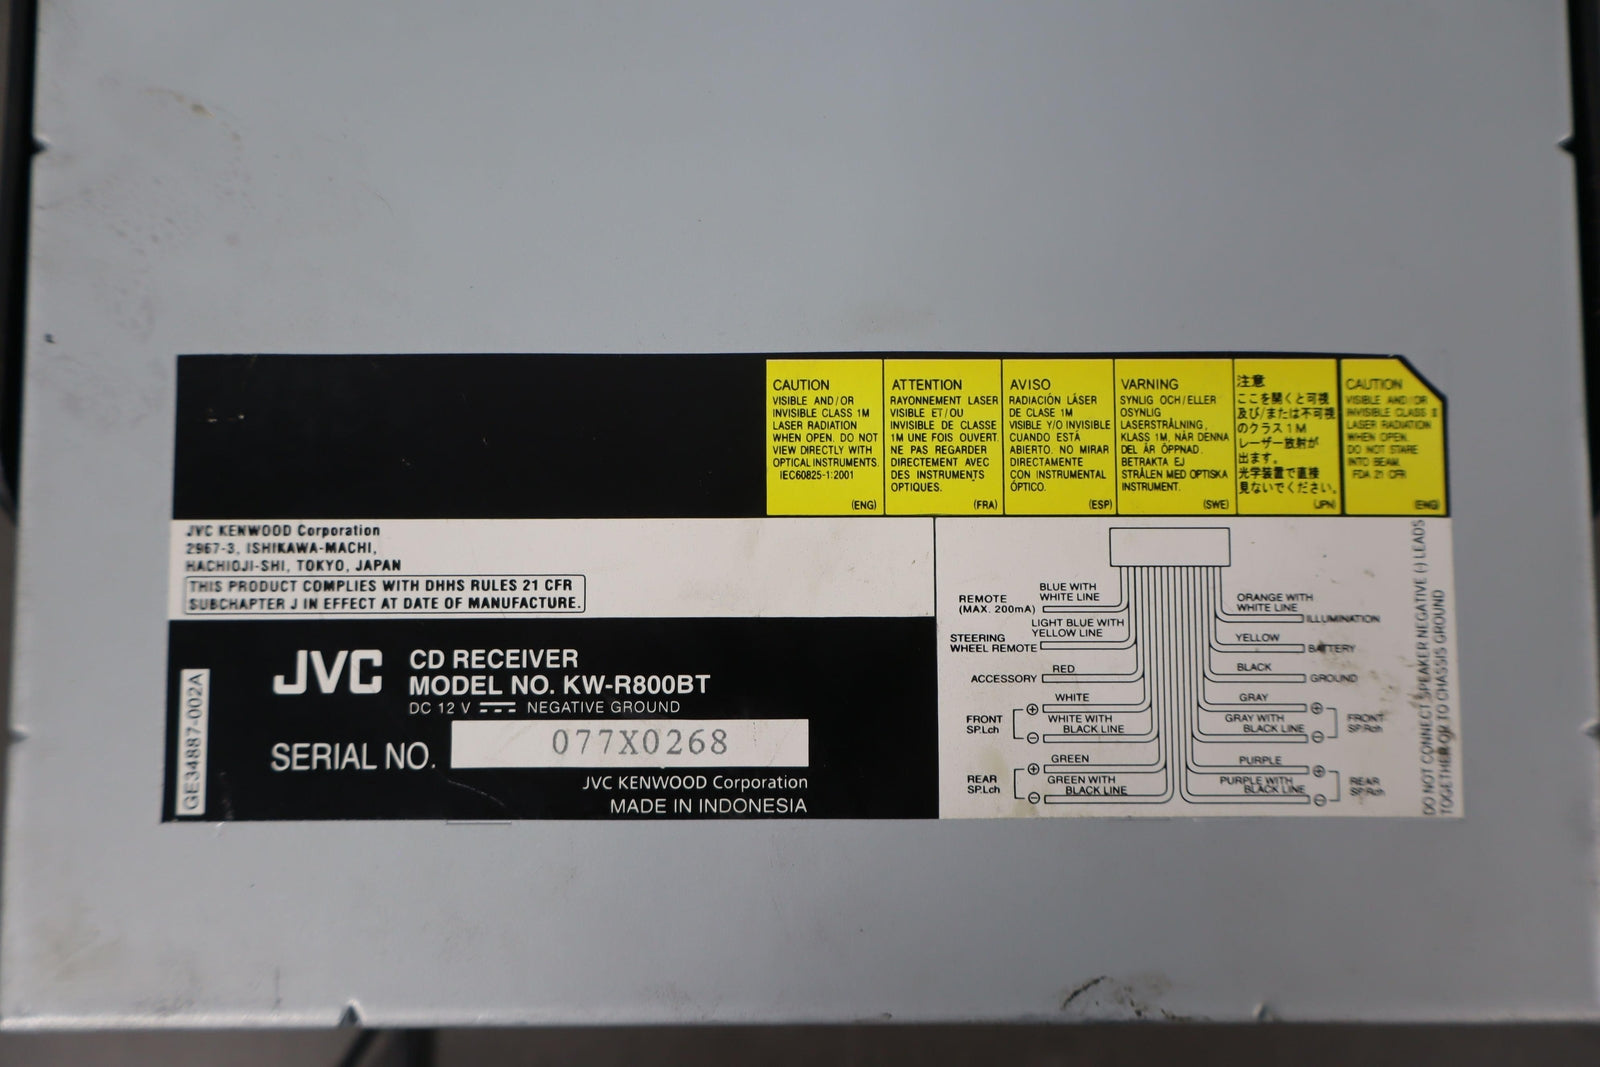 CAUTION
VISIBLE AND/OR
INVISIBLE CLASS 1M
LASER RADIATION
WHEN OPEN. DO NOT
VIEW DIRECTLY WITH
OPTICAL INSTRUMENTS.
IEC60825-1:2001
(ENG)
ATTENTION
RAYONNEMENT LASER
VISIBLE ET/OU
INVISIBLE DE CLASSE
1M UNE FOIS OUVERT.
NE PAS REGARDER
DIRECTEMENT AVEC
DES INSTRUMENTS
OPTIQUES.
(FRA)
AVISO
RADIACIÓN LÁSER
DE CLASE 1M
VISIBLE Y/O INVISIBLE
CUANDO ESTÁ
ABIERTO. NO MIRAR
DIRECTAMENTE
CON INSTRUMENTAL
ÓPTICO.
(ESP)
VARNING
SYNLIG OCH/ELLER
OSYNLIG
LASERSTRÅLNING,
KLASS 1M, NÄR DENNA
DEL ÄR ÖPPNAD.
BETRAKTA EJ
STRÅLEN MED OPTISKA
INSTRUMENT.
(SWE)
注意
ここを開くと可視
及び/または不可視
のクラス1M
レーザー放射が
出ます。
光学装置で直接
見ないでください。
(JPN)
CAUTION
VISIBLE AND/OR
INVISIBLE CLASS II
LASER RADIATION
WHEN OPEN.
DO NOT STARE
INTO BEAM.
FDA 21 CFR
(ENG)
JVC KENWOOD Corporation
2967-3, ISHIKAWA-MACHI,
HACHIOJI-SHI, TOKYO, JAPAN
THIS PRODUCT COMPLIES WITH DHHS RULES 21 CFR
SUBCHAPTER J IN EFFECT AT DATE OF MANUFACTURE.
GE34887-002A
JVC
CD RECEIVER
MODEL NO. KW-R800BT
DC 12 V ⎓ NEGATIVE GROUND
SERIAL NO. 077X0268
JVC KENWOOD Corporation
MADE IN INDONESIA
REMOTE
(MAX. 200mA)
BLUE WITH
WHITE LINE
STEERING
WHEEL REMOTE
LIGHT BLUE WITH
YELLOW LINE
ACCESSORY
RED
FRONT
SP.Lch
WHITE
WHITE WITH
BLACK LINE
REAR
SP.Lch
GREEN
GREEN WITH
BLACK LINE
ORANGE WITH
WHITE LINE
ILLUMINATION
YELLOW
BATTERY
BLACK
GROUND
GRAY
GRAY WITH
BLACK LINE
FRONT
SP.Rch
PURPLE
PURPLE WITH
BLACK LINE
REAR
SP.Rch
DO NOT CONNECT SPEAKER NEGATIVE (-) LEADS
TOGETHER OR TO CHASSIS GROUND